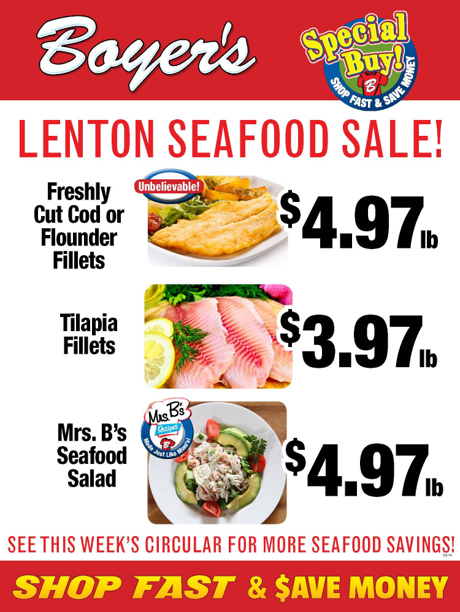 Boyer's
Special
Buy!
B
SHOP FAST & SAVE MONEY
LENTON SEAFOOD SALE!
Freshly
Cut Cod or
Flounder
Fillets
Unbelievable!
$4.97lb
Tilapia
Fillets
$3.97lb
Mrs. B's
Seafood
Salad
Mrs. B's
Recipes
Made Just Like Mom's!
$4.97lb
SEE THIS WEEK'S CIRCULAR FOR MORE SEAFOOD SAVINGS!
SHOP FAST & $AVE MONEY